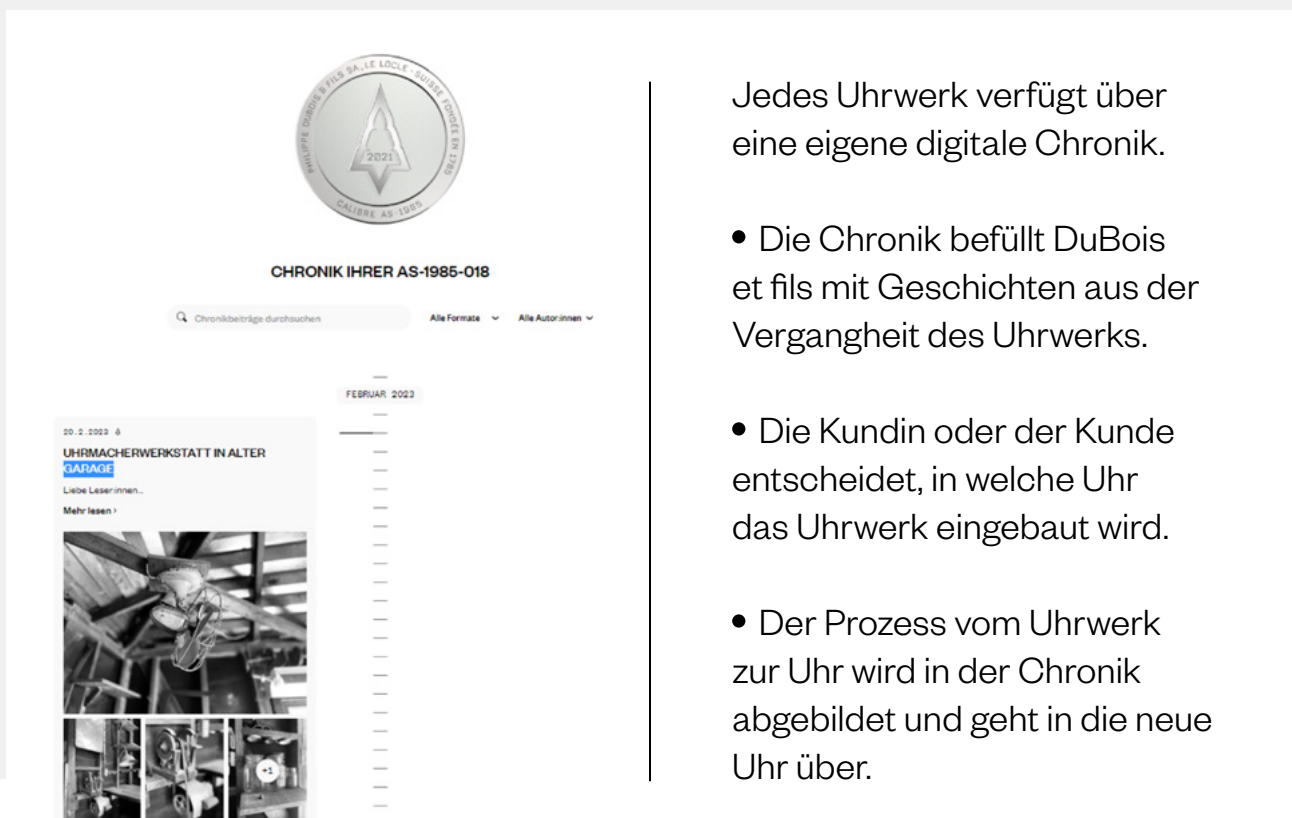 PHILIPPE DUBOIS & FILS SA., LE LOCLE - SUISSE FONDÉE EN 1785
2021
CALIBRE AS-1985
CHRONIK IHRER AS-1985-018
Chronikbeiträge durchsuchen
Alle Formate
Alle Autor:innen
FEBRUAR 2023
20.2.2023
UHRMACHERWERKSTATT IN ALTER
GARAGE
Liebe Leser:innen...
Mehr lesen ›
+1
Jedes Uhrwerk verfügt über
eine eigene digitale Chronik.
• Die Chronik befüllt DuBois
et fils mit Geschichten aus der
Vergangheit des Uhrwerks.
• Die Kundin oder der Kunde
entscheidet, in welche Uhr
das Uhrwerk eingebaut wird.
• Der Prozess vom Uhrwerk
zur Uhr wird in der Chronik
abgebildet und geht in die neue
Uhr über.